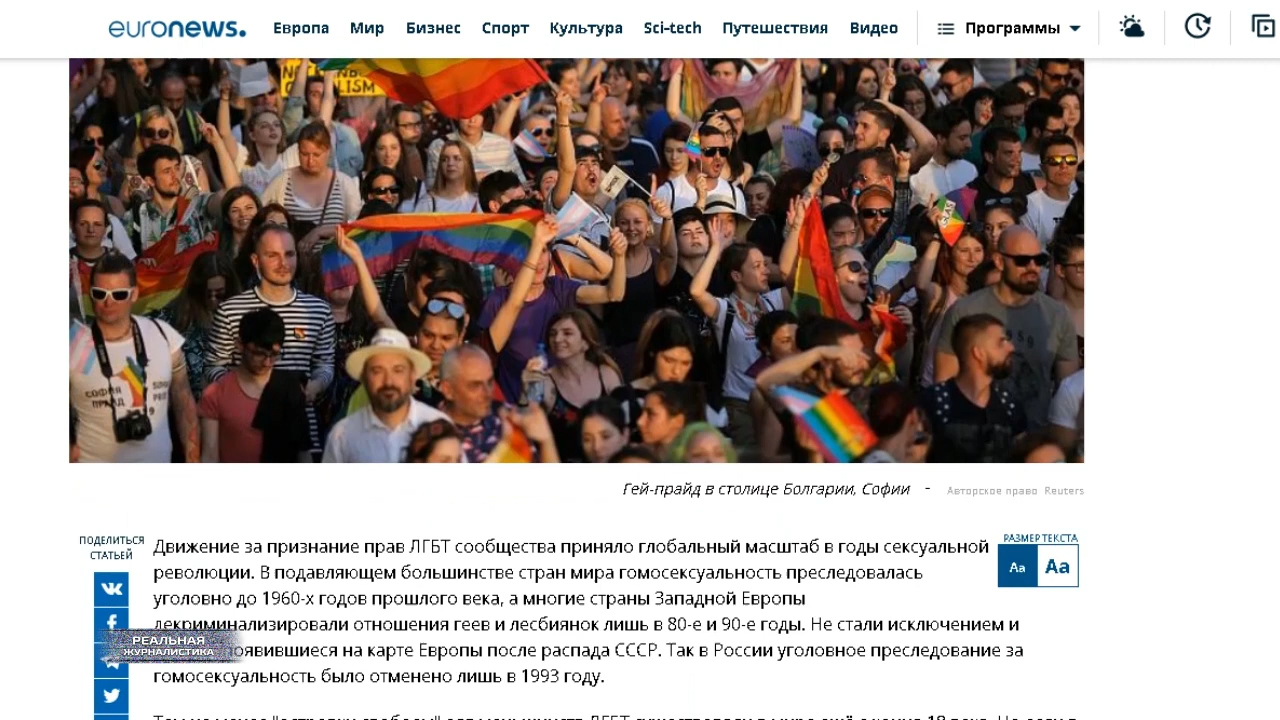 euronews.
Европа Мир Бизнес Спорт Культура Sci-tech Путешествия Видео Программы
СОФИЯ
Гей-прайд в столице Болгарии, Софии - Авторское право Reuters
ПОДЕЛИТЬСЯ
СТАТЬЕЙ
РАЗМЕР ТЕКСТА
Aa Aa
Движение за признание прав ЛГБТ сообщества приняло глобальный масштаб в годы сексуальной
революции. В подавляющем большинстве стран мира гомосексуальность преследовалась
уголовно до 1960-х годов прошлого века, а многие страны Западной Европы
декриминализировали отношения геев и лесбиянок лишь в 80-е и 90-е годы. Не стали исключением и
РЕАЛЬНАЯ
ЖУРНАЛИСТИКА
появившиеся на карте Европы после распада СССР. Так в России уголовное преследование за
гомосексуальность было отменено лишь в 1993 году.